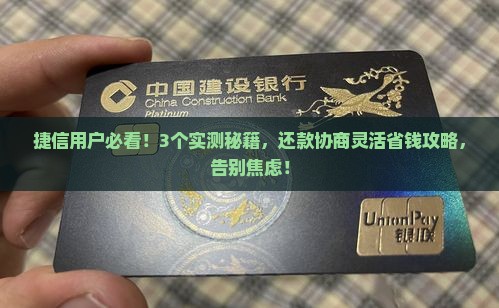 中国建设银行
China Construction Bank
Platinum
捷信用户必看！3个实测秘籍，还款协商灵活省钱攻略，
告别焦虑！
UnionPay
银联